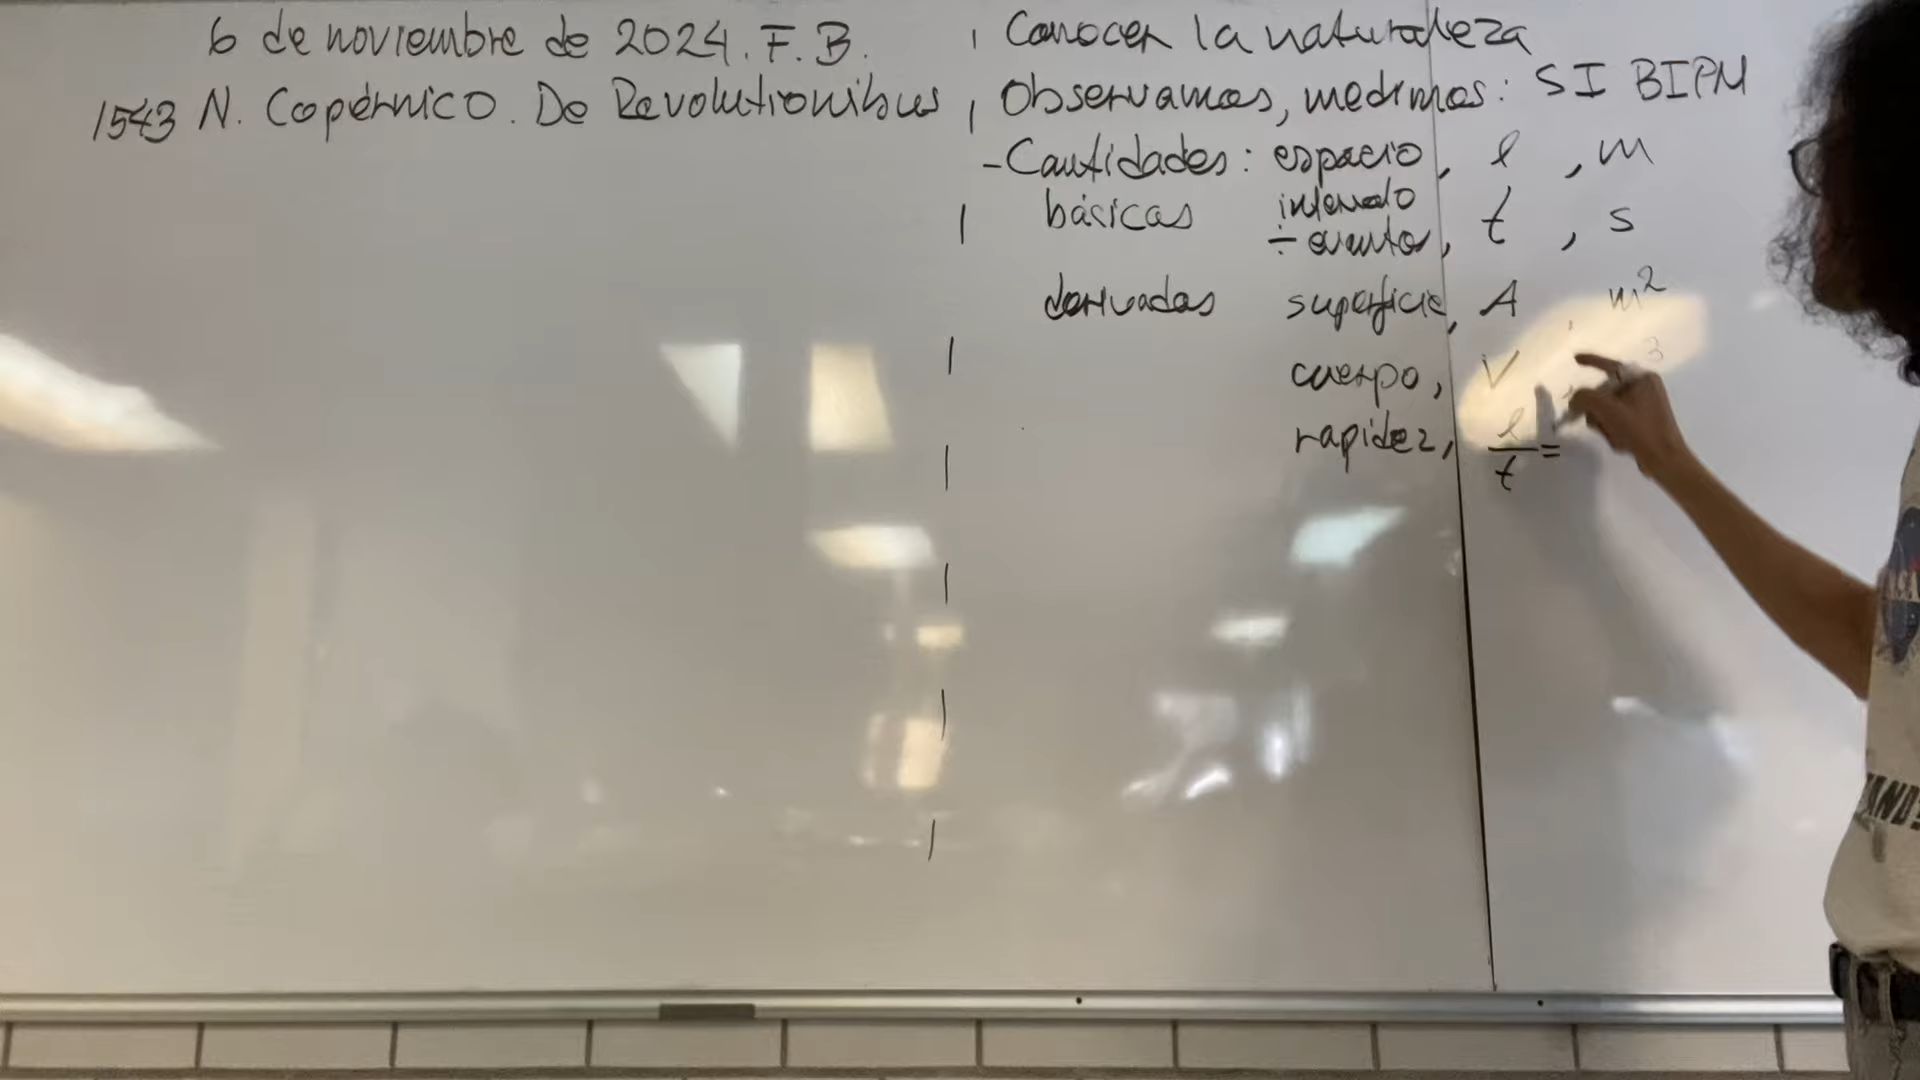 6 de noviembre de 2024. F. B.
1543 N. Copérnico. De Revolutionibus
Conocer la naturaleza
Observamos, medimos: SI BIPM
- Cantidades: espacio, l, m
básicas intervalo
÷ eventos, t, s
derivadas superficie, A, m²
cuerpo, V, 3
rapidez, l/t =